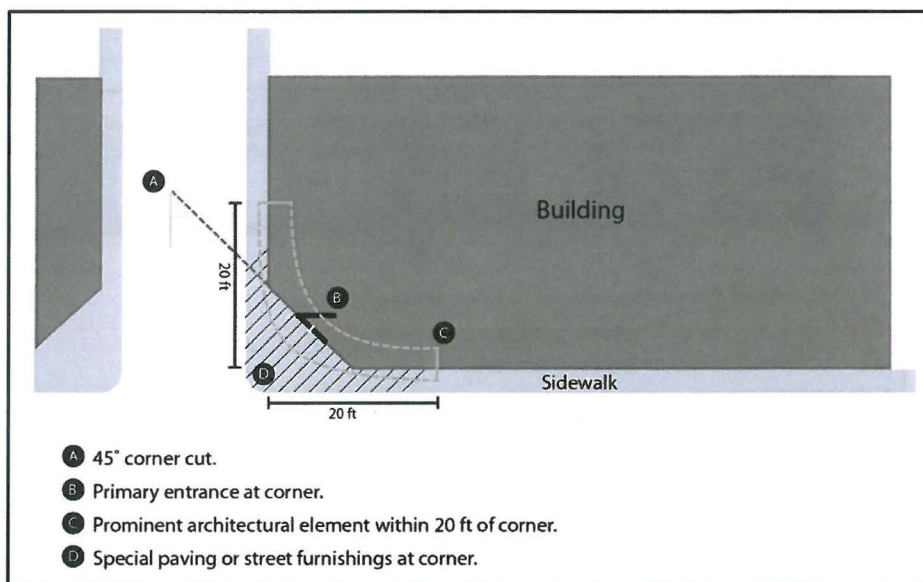 A
Building
20 ft
B
C
D
Sidewalk
20 ft
A 45° corner cut.
B Primary entrance at corner.
C Prominent architectural element within 20 ft of corner.
D Special paving or street furnishings at corner.